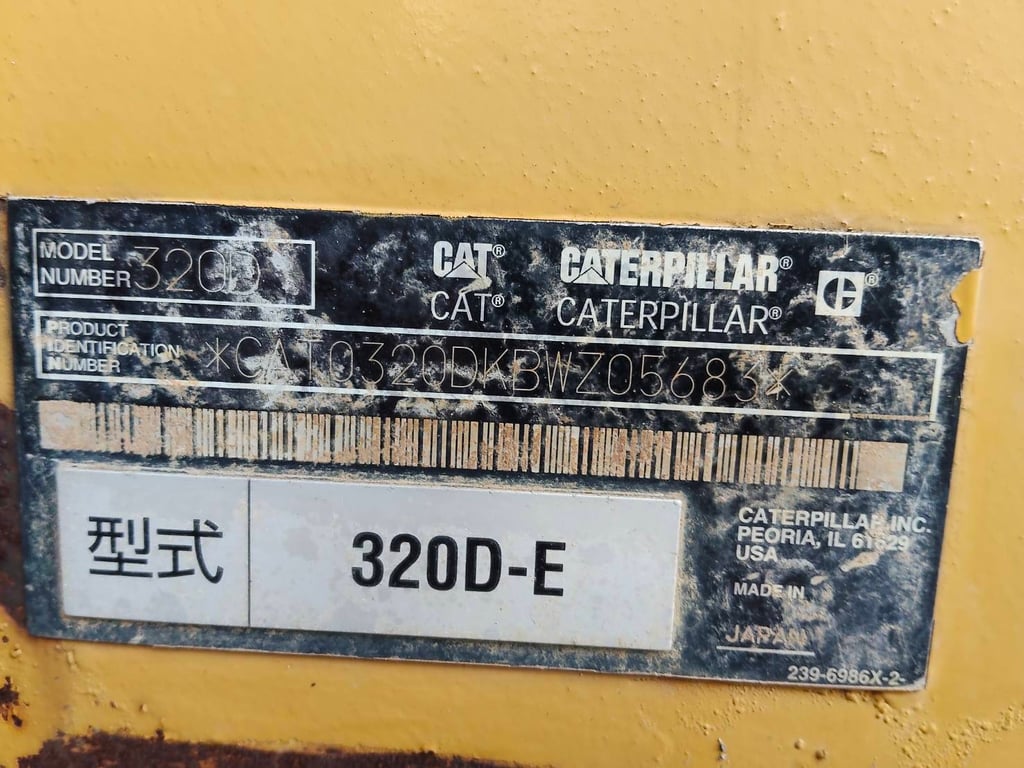 MODEL NUMBER 320D
CAT® CATERPILLAR®
CAT® CATERPILLAR®
PRODUCT IDENTIFICATION NUMBER *CAT0320DKBWZ05683*
型式 320D-E
CATERPILLAR INC.
PEORIA, IL 61629
USA
MADE IN
JAPAN
239-6986X-2-